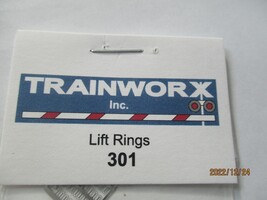 TRAINWORX
Inc.
Lift Rings
301
2022/12/04